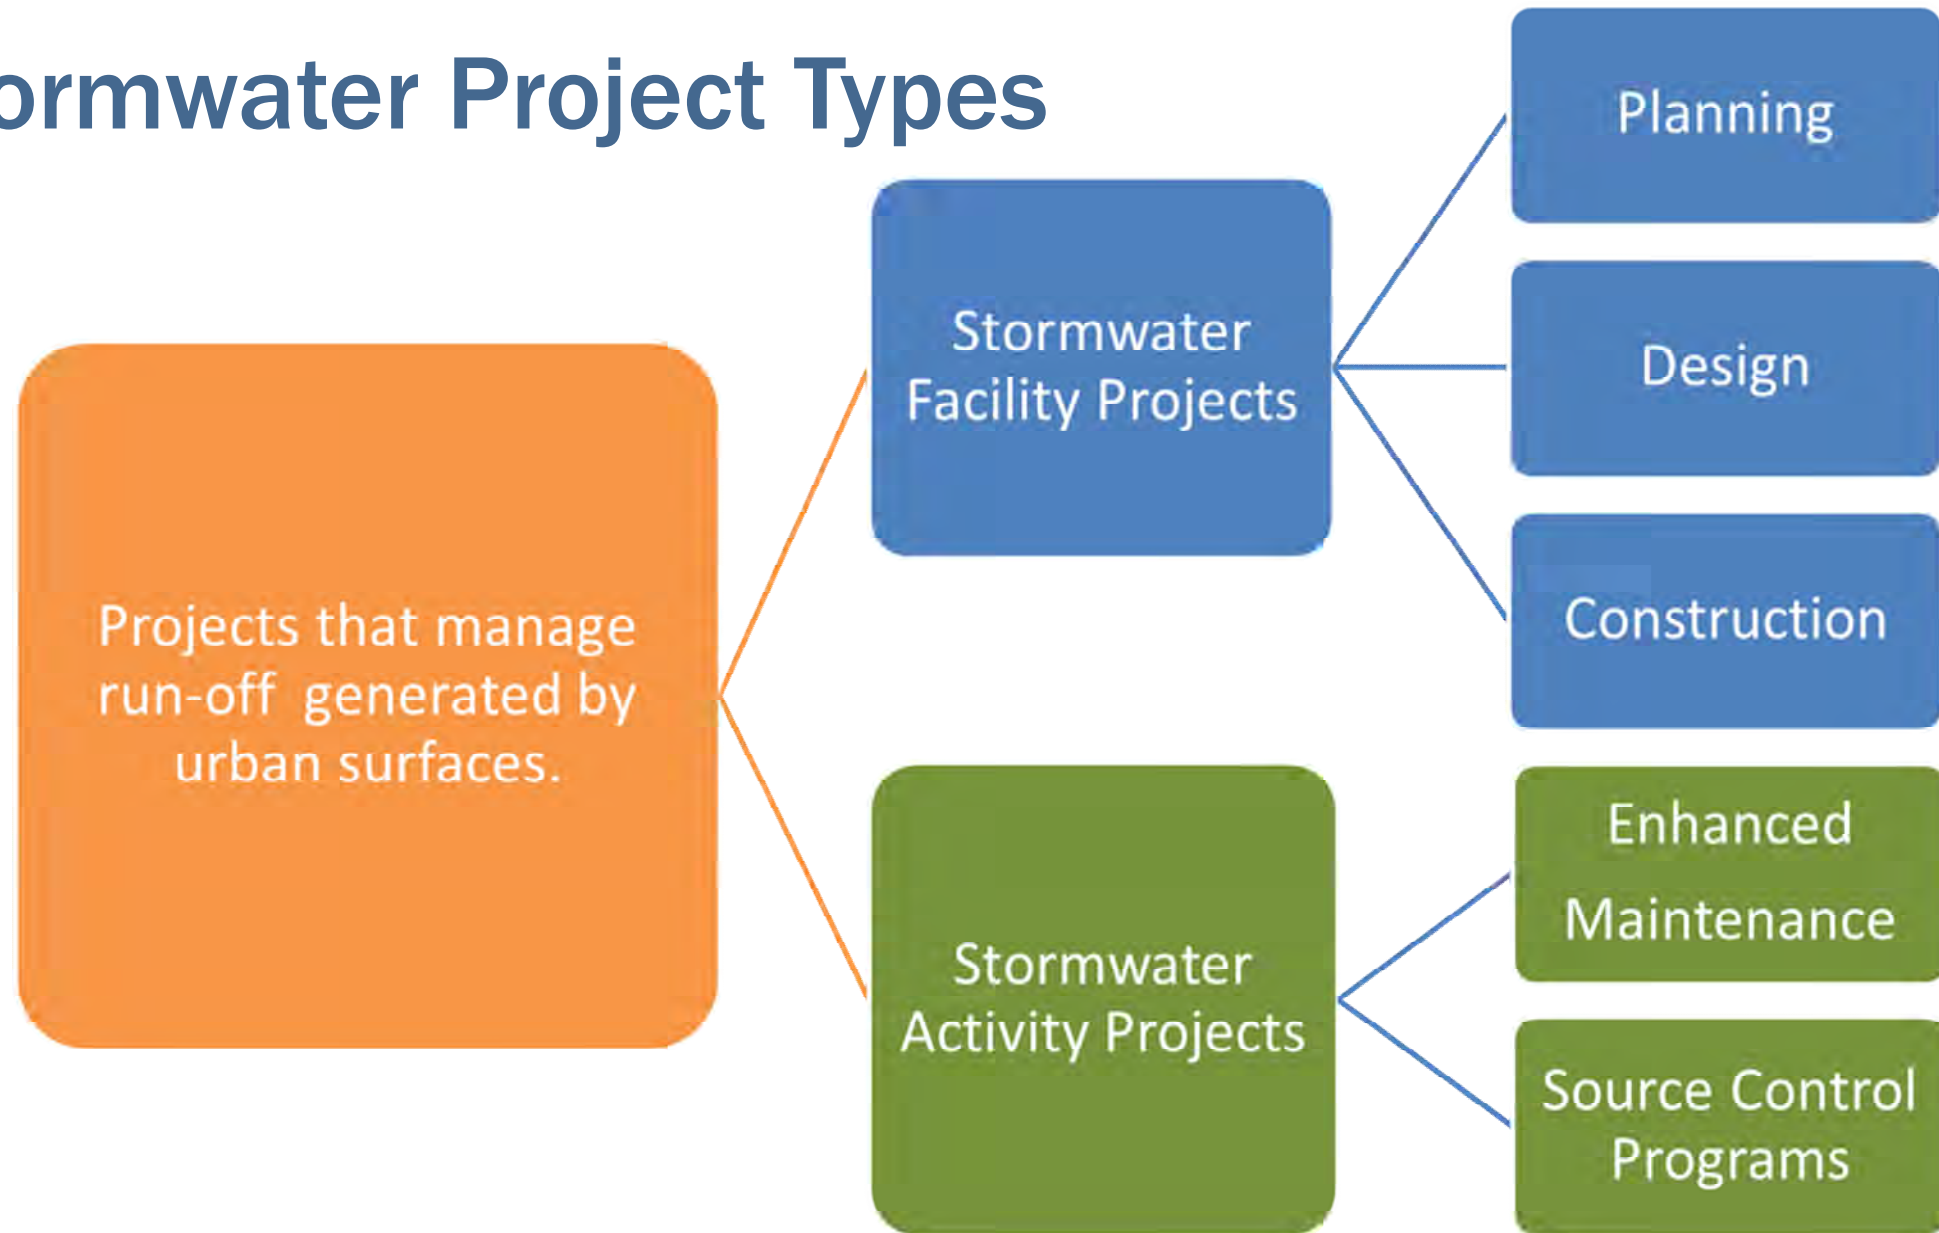 ormwater Project Types
Projects that manage
run-off generated by
urban surfaces.
Stormwater
Facility Projects
Planning
Design
Construction
Stormwater
Activity Projects
Enhanced
Maintenance
Source Control
Programs